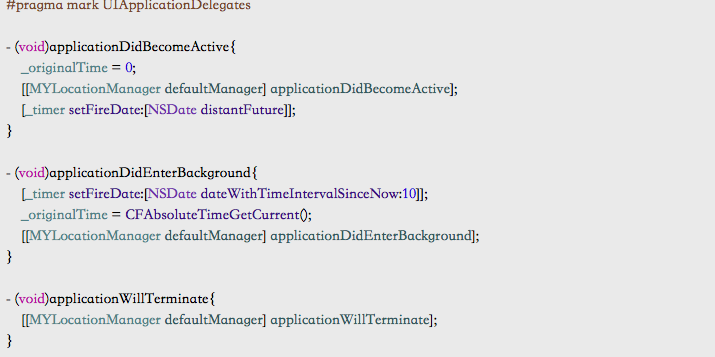 #pragma mark UIApplicationDelegates
- (void)applicationDidBecomeActive{
_originalTime = 0;
[[MYLocationManager defaultManager] applicationDidBecomeActive];
[_timer setFireDate:[NSDate distantFuture]];
}
- (void)applicationDidEnterBackground{
[_timer setFireDate:[NSDate dateWithTimeIntervalSinceNow:10]];
_originalTime = CFAbsoluteTimeGetCurrent();
[[MYLocationManager defaultManager] applicationDidEnterBackground];
}
- (void)applicationWillTerminate{
[[MYLocationManager defaultManager] applicationWillTerminate];
}